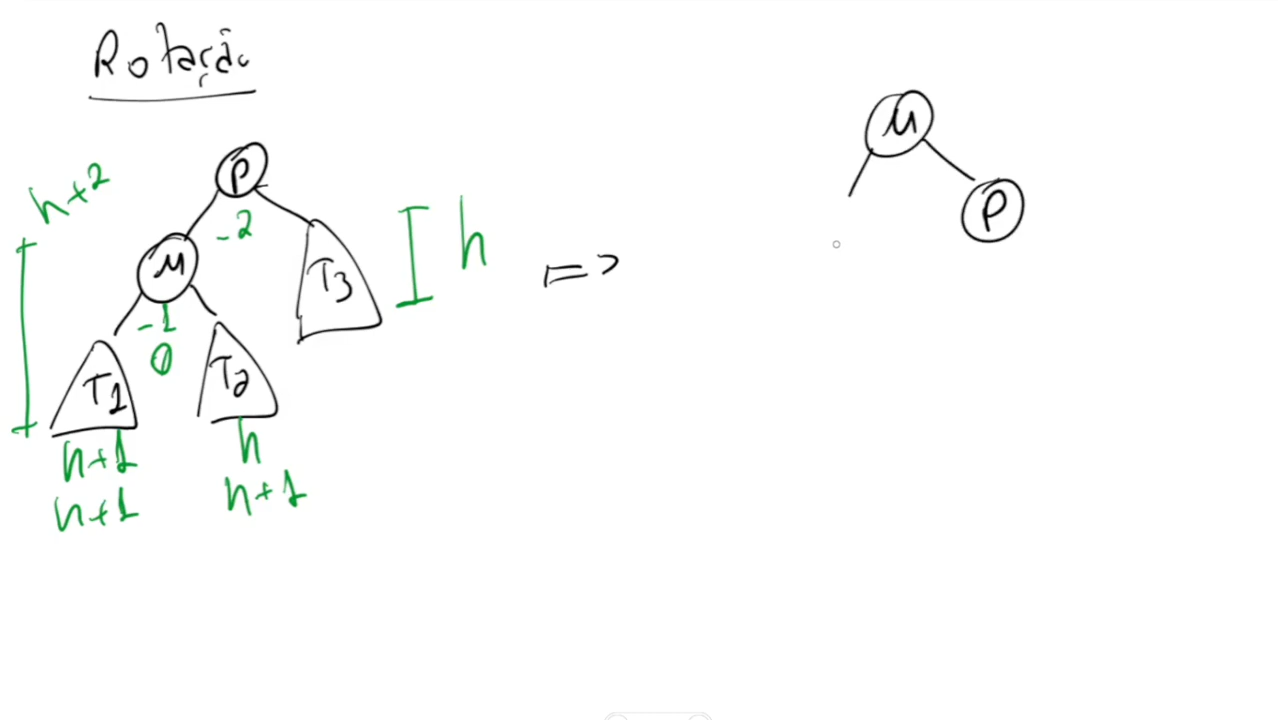 Rotação
h+2
P
-2
u
-1
0
T1
T2
T3
h
h+1
h
h+1
h+1
=>
u
P